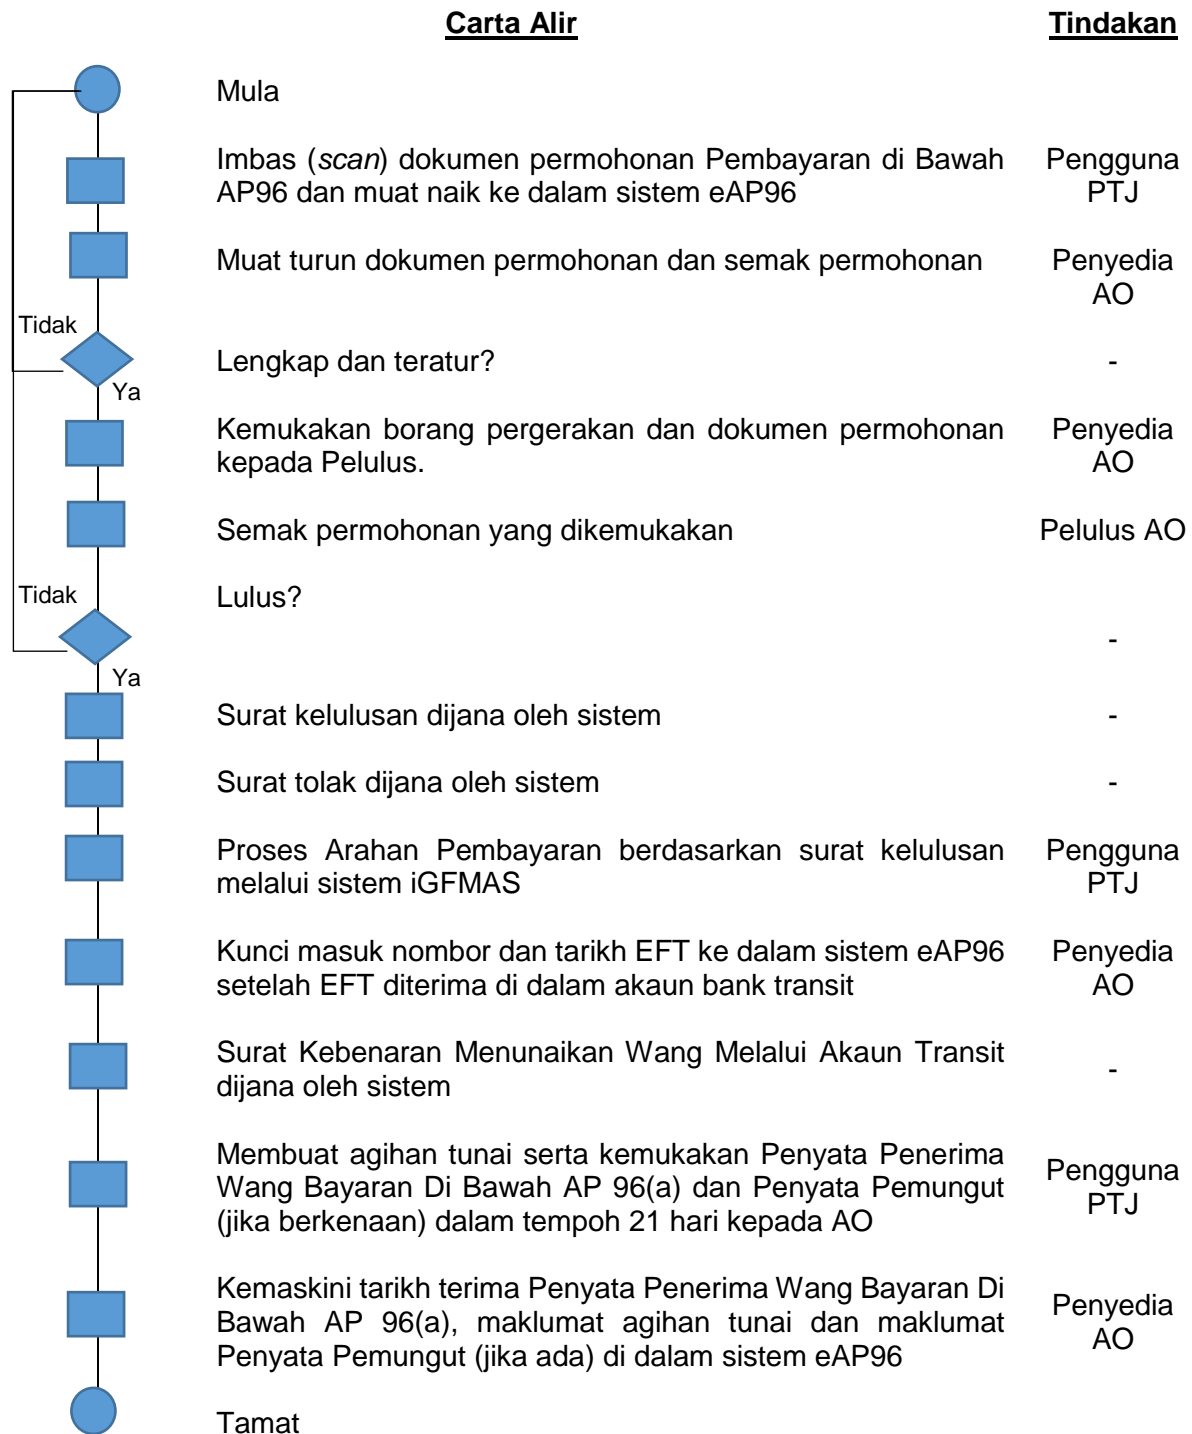 Carta Alir Tindakan
Mula
Imbas (scan) dokumen permohonan Pembayaran di Bawah Pengguna
AP96 dan muat naik ke dalam sistem eAP96 PTJ
Muat turun dokumen permohonan dan semak permohonan Penyedia
AO
Tidak
Lengkap dan teratur? -
Ya
Kemukakan borang pergerakan dan dokumen permohonan Penyedia
kepada Pelulus. AO
Semak permohonan yang dikemukakan Pelulus AO
Tidak
Lulus?
-
Ya
Surat kelulusan dijana oleh sistem -
Surat tolak dijana oleh sistem -
Proses Arahan Pembayaran berdasarkan surat kelulusan Pengguna
melalui sistem iGFMAS PTJ
Kunci masuk nombor dan tarikh EFT ke dalam sistem eAP96 Penyedia
setelah EFT diterima di dalam akaun bank transit AO
Surat Kebenaran Menunaikan Wang Melalui Akaun Transit
dijana oleh sistem -
Membuat agihan tunai serta kemukakan Penyata Penerima
Wang Bayaran Di Bawah AP 96(a) dan Penyata Pemungut Pengguna
(jika berkenaan) dalam tempoh 21 hari kepada AO PTJ
Kemaskini tarikh terima Penyata Penerima Wang Bayaran Di
Bawah AP 96(a), maklumat agihan tunai dan maklumat Penyedia
Penyata Pemungut (jika ada) di dalam sistem eAP96 AO
Tamat